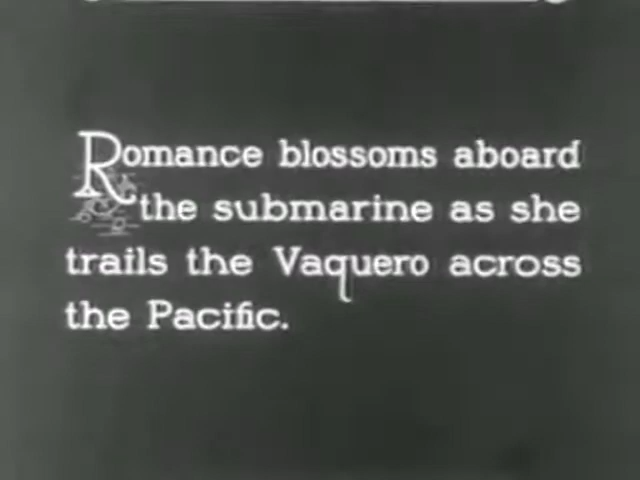 Romance blossoms aboard
the submarine as she
trails the Vaquero across
the Pacific.